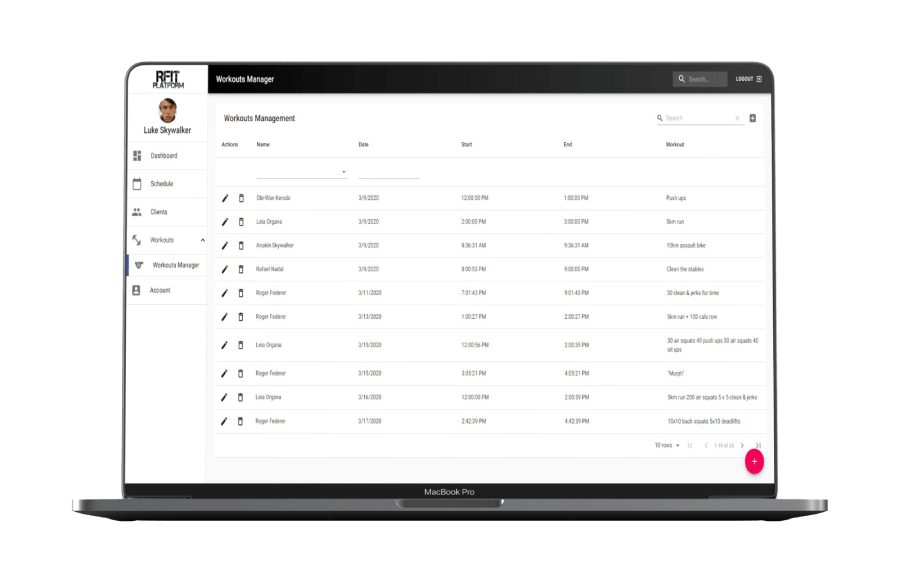 RFIT
PLATFORM
Workouts Manager
Search...
LOGOUT
Luke Skywalker
Dashboard
Schedule
Clients
Workouts
Workouts Manager
Account
Workouts Management
Search
Actions Name Date Start End Workout
Obi-Wan Kenobi 3/9/2020 12:00:00 PM 1:00:00 PM Push ups
Leia Organa 3/9/2020 2:00:00 PM 3:00:00 PM 5km run
Anakin Skywalker 3/9/2020 8:36:31 AM 9:36:31 AM 10km assault bike
Rafael Nadal 3/9/2020 8:00:53 PM 9:00:00 PM Clean the stables
Roger Federer 3/11/2020 7:01:43 PM 9:01:43 PM 30 clean & jerks for time
Roger Federer 3/13/2020 1:00:27 PM 2:00:27 PM 5km run + 100 cals row
Leia Organa 3/15/2020 12:00:56 PM 2:00:35 PM 30 air squats 40 push ups 30 air squats 40
sit ups
Roger Federer 3/15/2020 3:05:21 PM 4:05:21 PM "Murph"
Leia Organa 3/16/2020 12:00:00 PM 2:00:59 PM 5km run 200 air squats 5 x 5 clean & jerks
Roger Federer 3/17/2020 2:42:39 PM 4:42:39 PM 10x10 back squats 5x10 deadlifts
10 rows 1-10 of 23
MacBook Pro